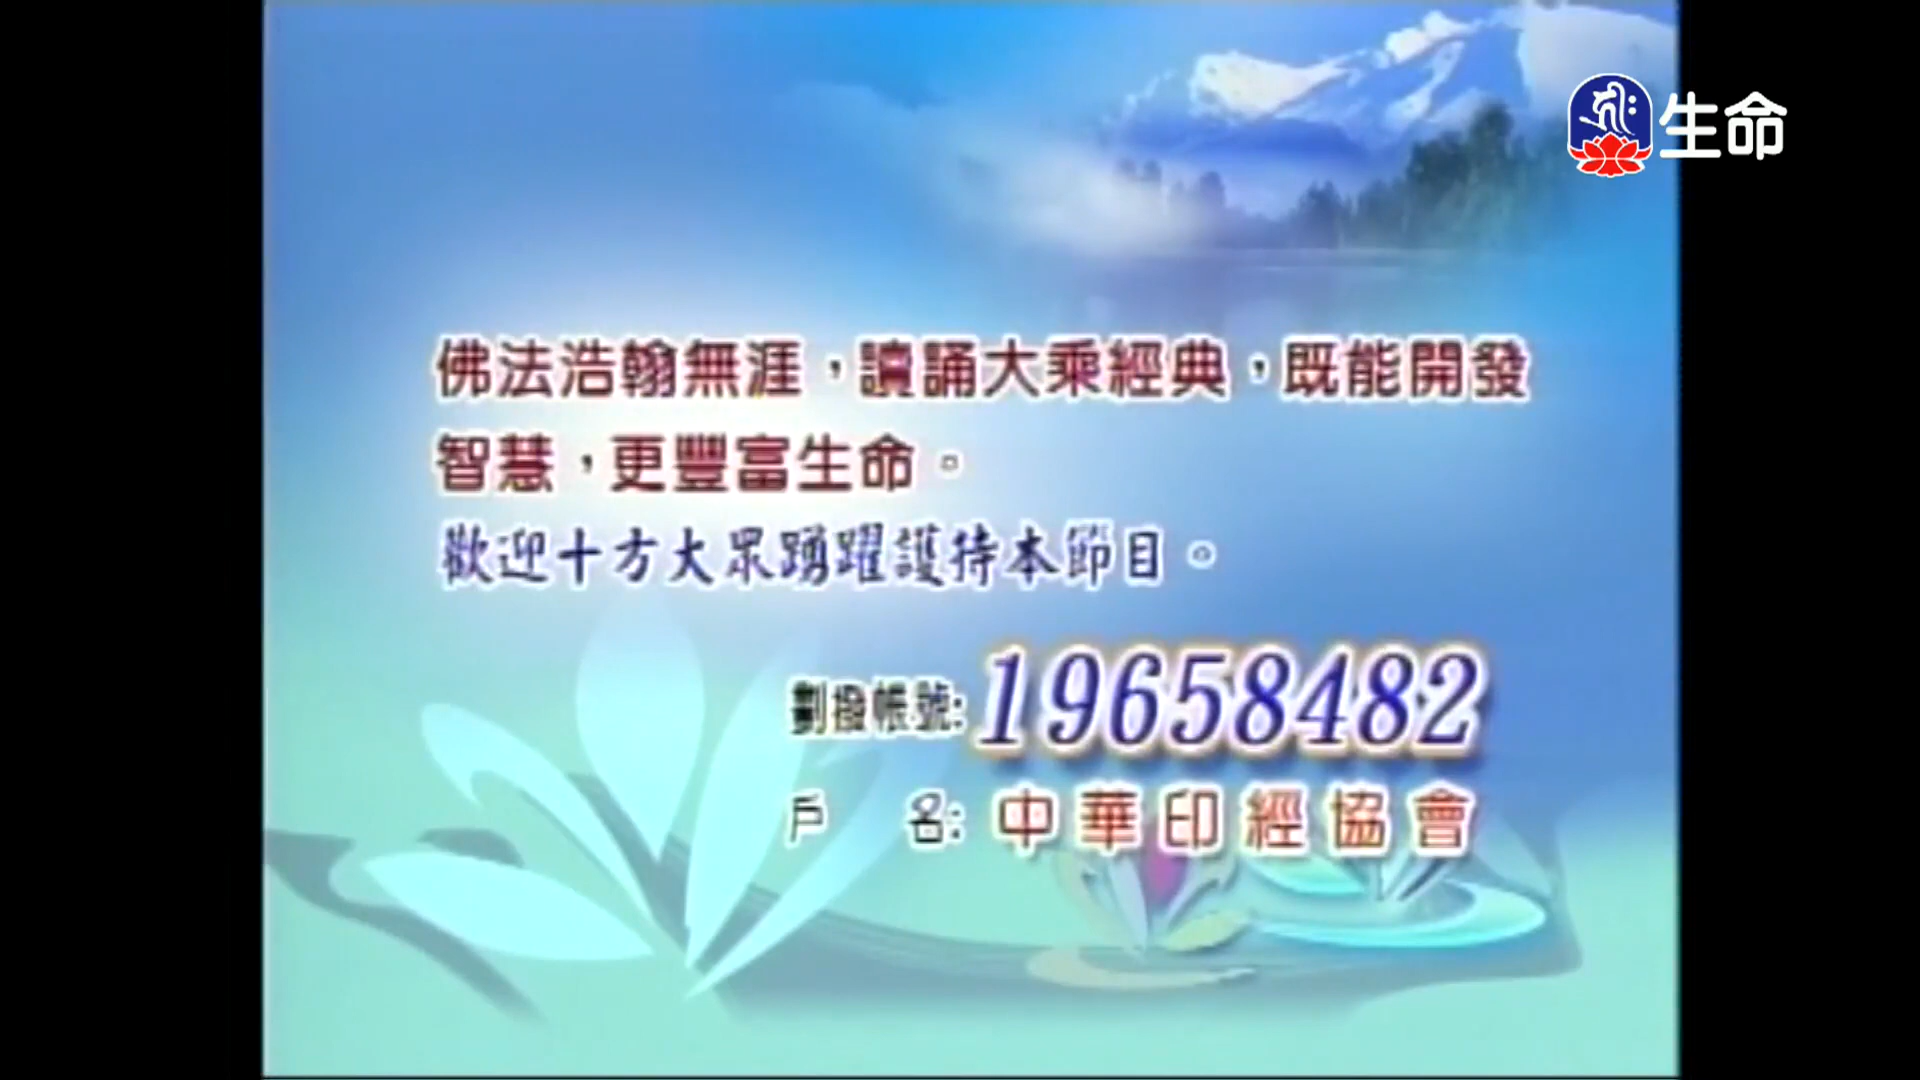 生命
佛法浩翰無涯，讀誦大乘經典，既能開發
智慧，更豐富生命。
歡迎十方大眾踴躍護持本節目。
劃撥帳號:19658482
戶名:中華印經協會